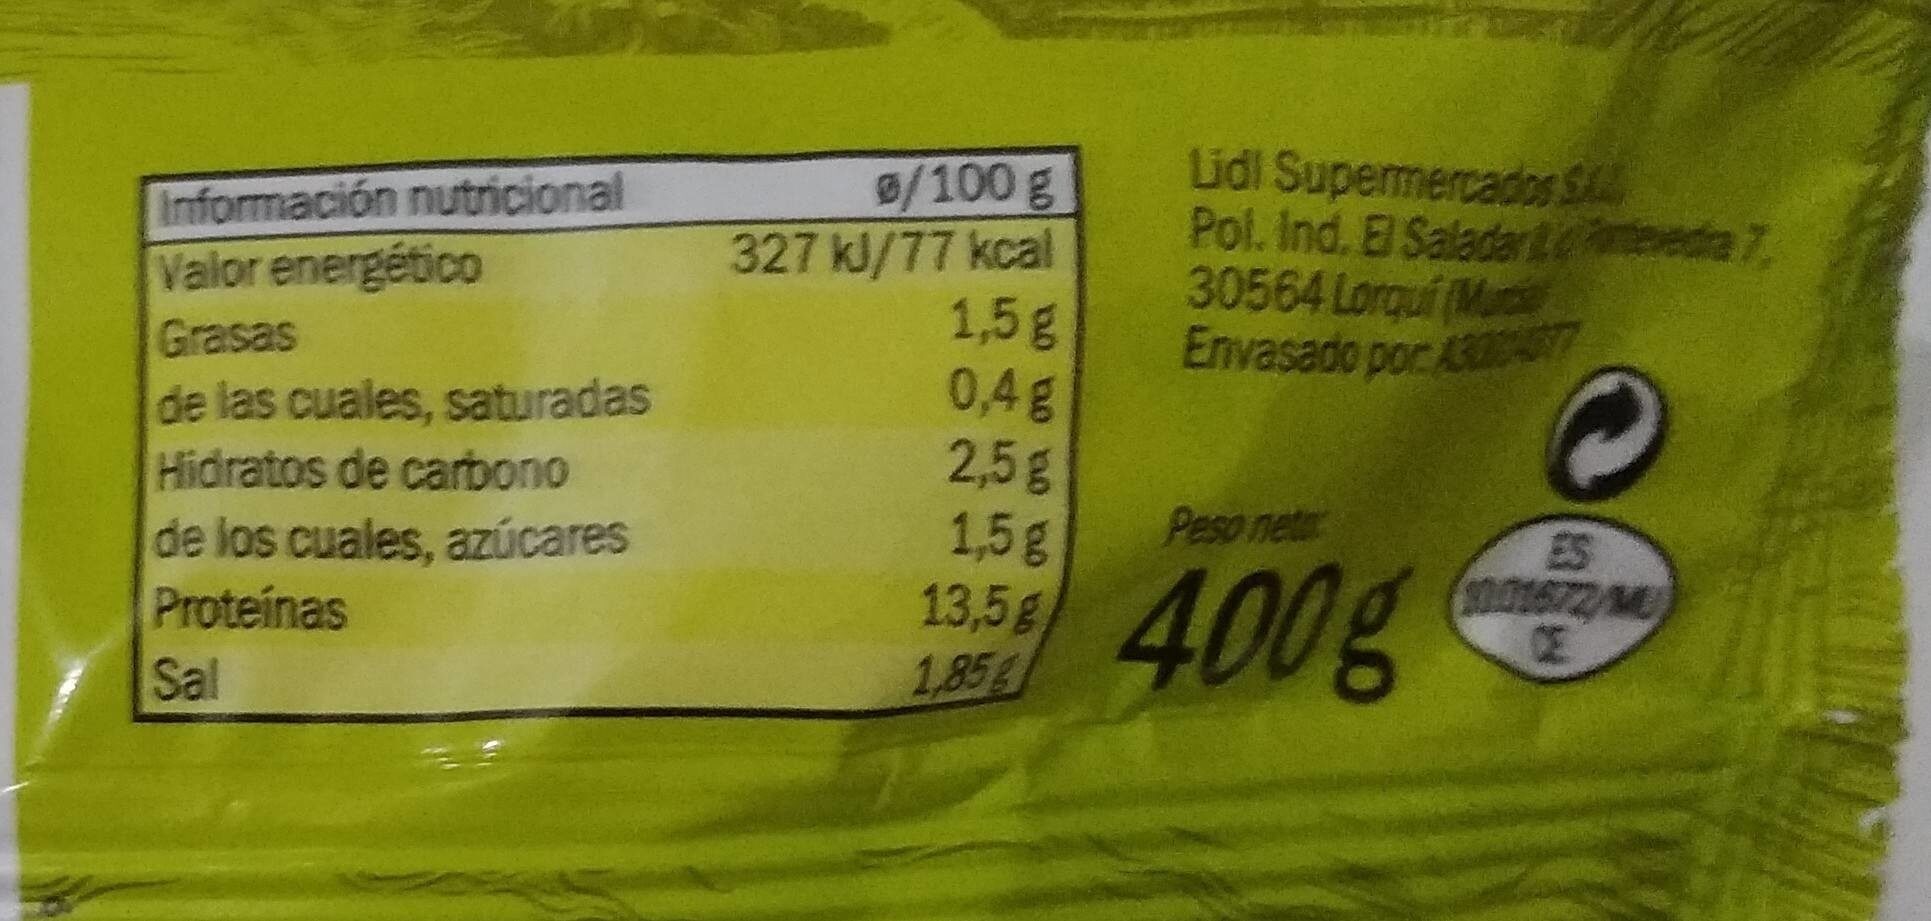 Información nutricional ø/100 g
Valor energético 327 kJ/77 kcal
Grasas 1,5 g
de las cuales, saturadas 0,4 g
Hidratos de carbono 2,5 g
de los cuales, azúcares 1,5 g
Proteínas 13,5 g
Sal 1,85 g
Lidl Supermercados
Pol. Ind. El Saladar 7,
30564 Lorquí
Envasado por:
Peso neto:
400g
ES
CE